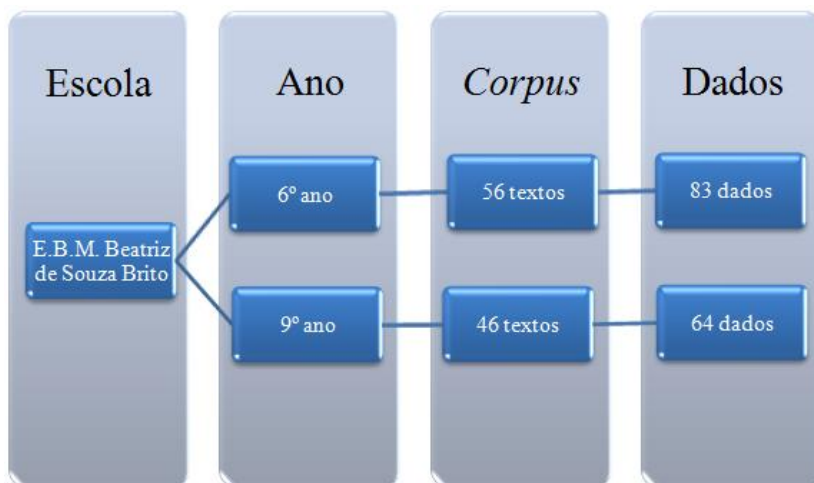 Escola
Ano
Corpus
Dados
E.B.M. Beatriz
de Souza Brito
6º ano
56 textos
83 dados
9º ano
46 textos
64 dados